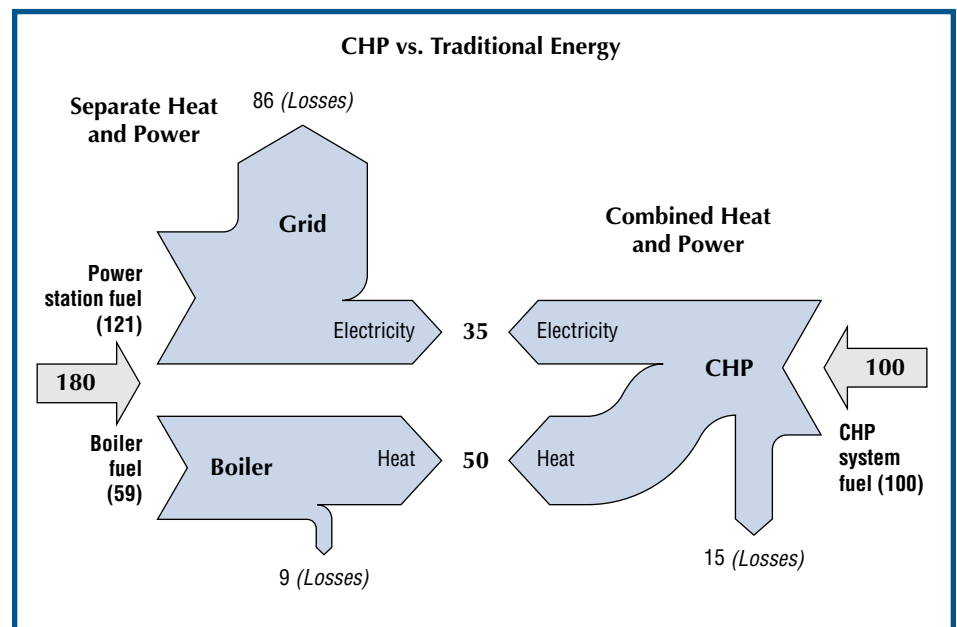 CHP vs. Traditional Energy
Separate Heat
and Power
86 (Losses)
Grid
Combined Heat
and Power
Power
station fuel
(121)
Electricity
35
Electricity
CHP
180
100
Boiler
fuel
(59)
Boiler
Heat
50
Heat
CHP
system
fuel (100)
9 (Losses)
15 (Losses)